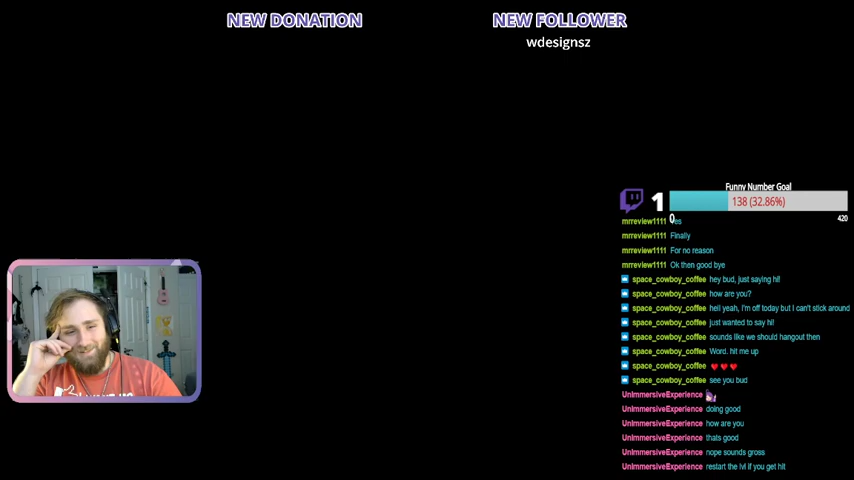 NEW DONATION
NEW FOLLOWER
wdesignsz
Funny Number Goal
1
138 (32.86%)
0
420
mrreview1111 Yes
mrreview1111 Finally
mrreview1111 For no reason
mrreview1111 Ok then good bye
space_cowboy_coffee hey bud, just saying hi!
space_cowboy_coffee how are you?
space_cowboy_coffee hell yeah, I'm off today but I can't stick around
space_cowboy_coffee just wanted to say hi!
space_cowboy_coffee sounds like we should hangout then
space_cowboy_coffee Word. hit me up
space_cowboy_coffee ❤❤❤
space_cowboy_coffee see you bud
UnImmersiveExperience
UnImmersiveExperience doing good
UnImmersiveExperience how are you
UnImmersiveExperience thats good
UnImmersiveExperience nope sounds gross
UnImmersiveExperience restart the lvl if you get hit